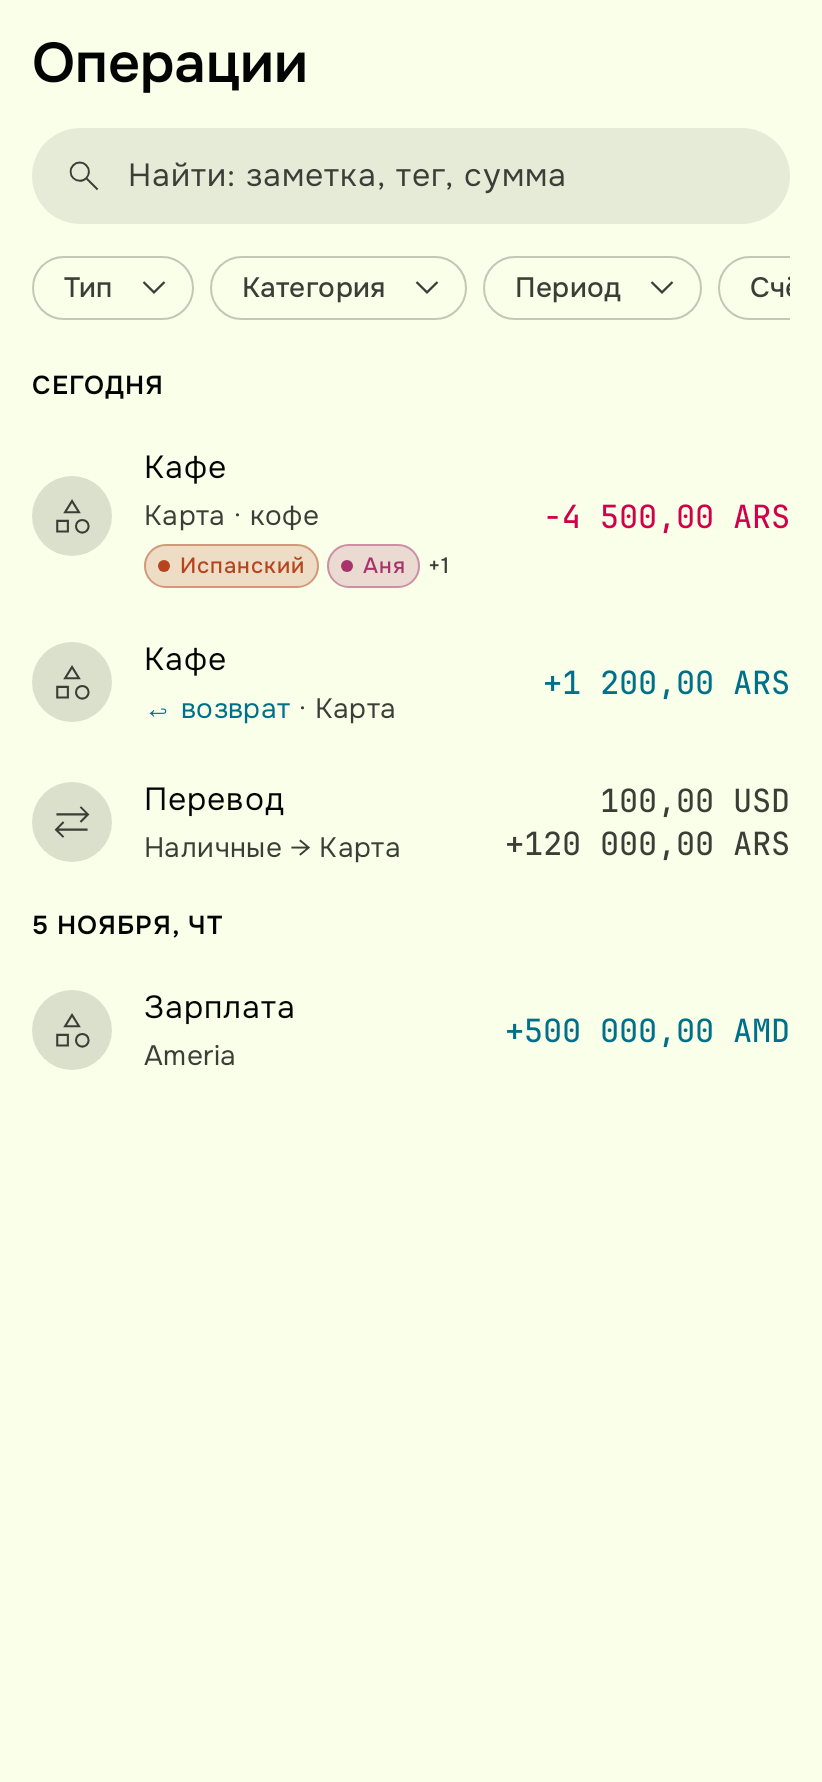 Операции
Найти: заметка, тег, сумма
Тип
Категория
Период
СЕГОДНЯ
Кафе
Карта · кофе
-4 500,00 ARS
Испанский
Аня
+1
Кафе
↩ возврат · Карта
+1 200,00 ARS
Перевод
Наличные → Карта
100,00 USD
+120 000,00 ARS
5 НОЯБРЯ, ЧТ
Зарплата
Ameria
+500 000,00 AMD